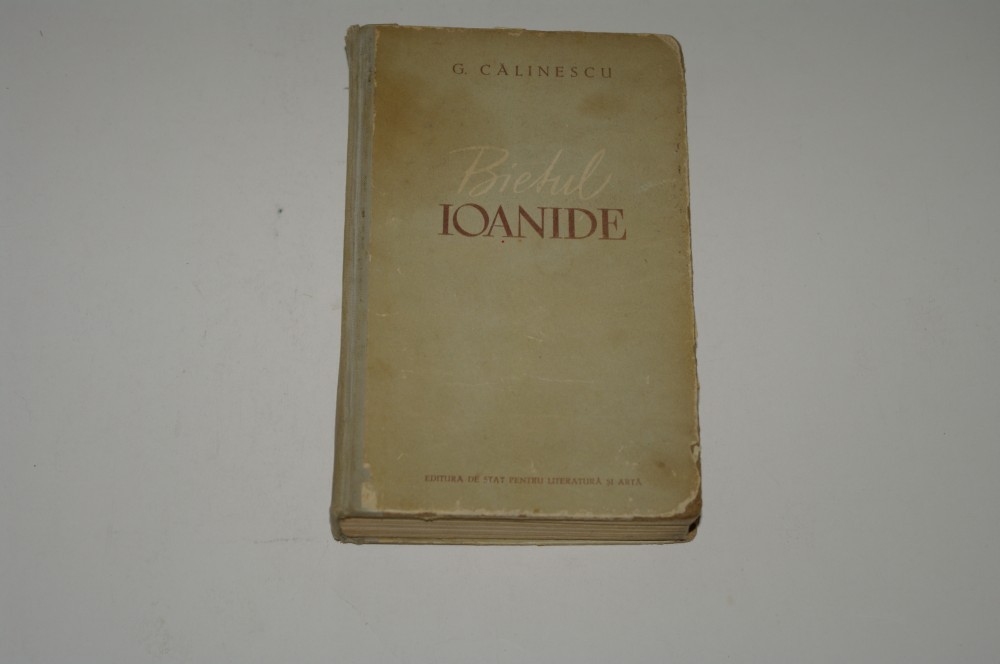 G. CĂLINESCU
Bietul
IOANIDE
EDITURA DE STAT PENTRU LITERATURĂ ȘI ARTĂ